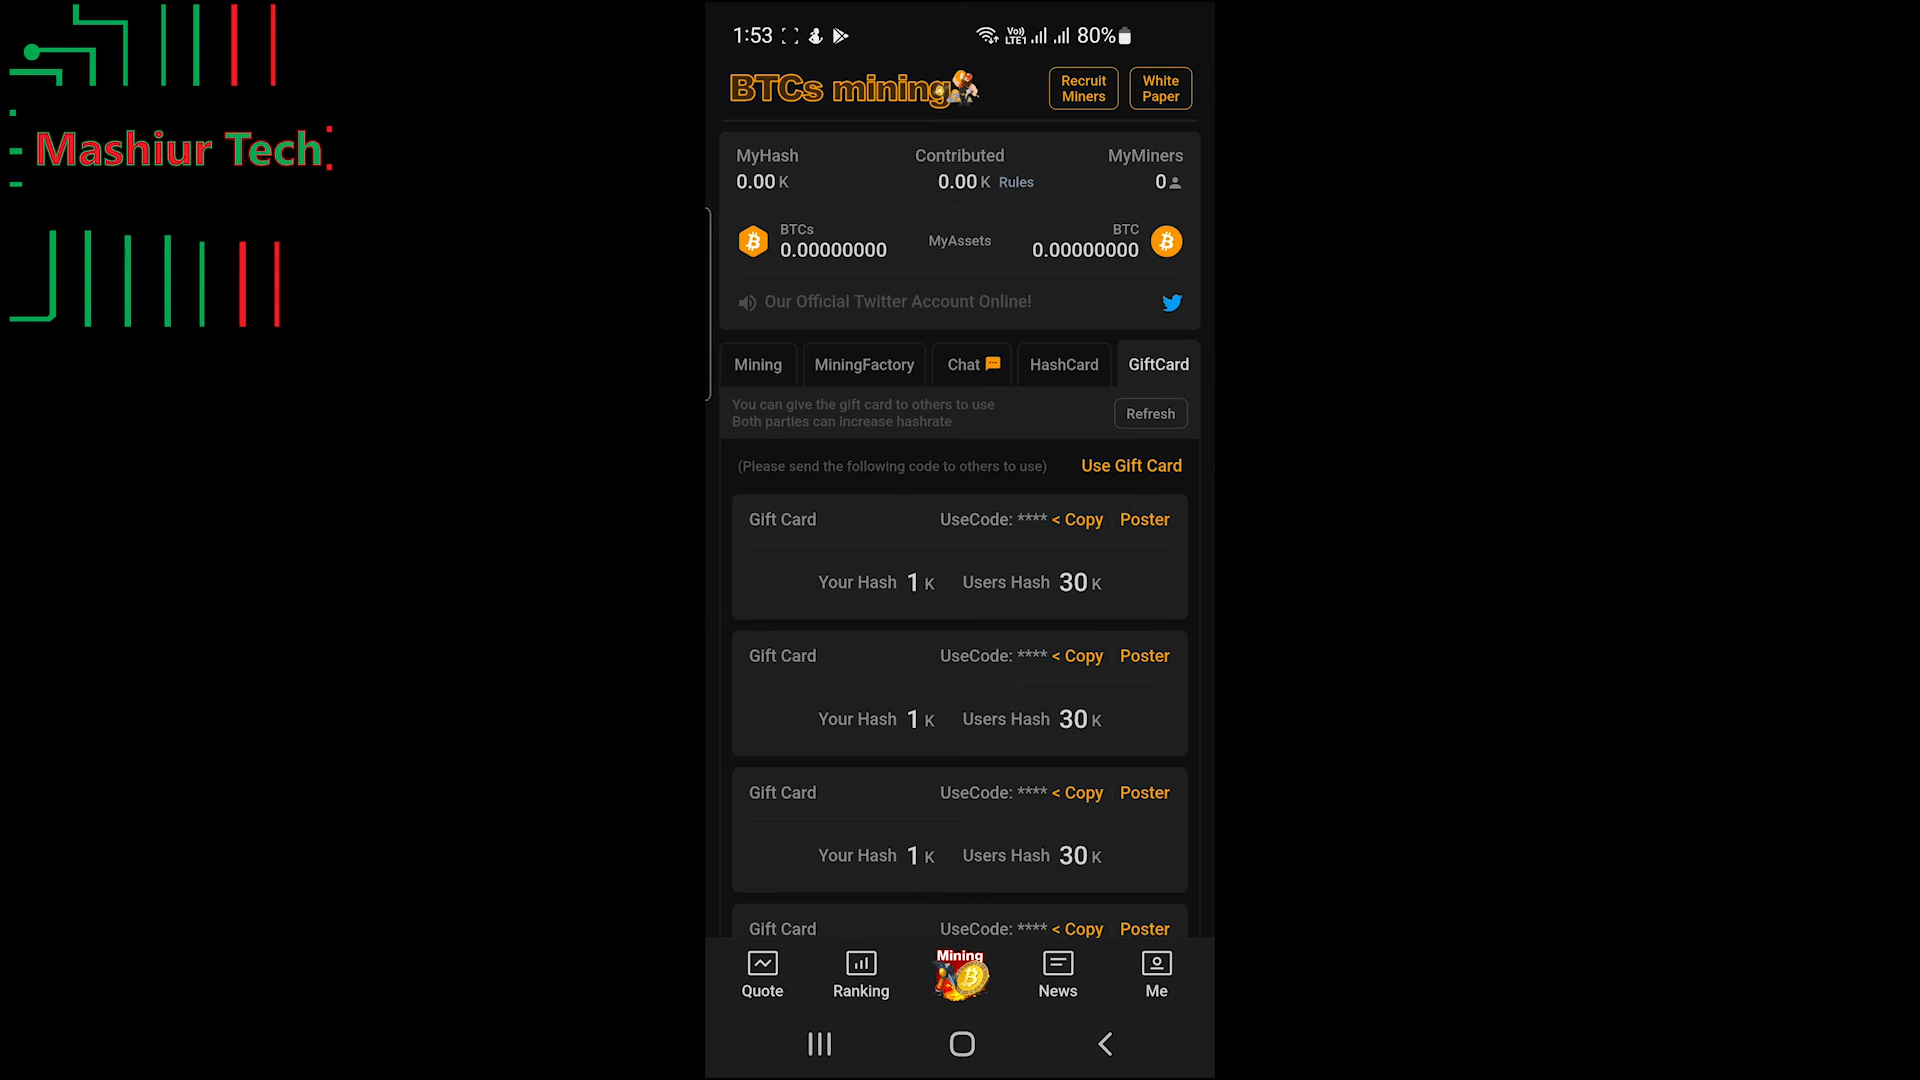 Mashiur Tech
1:53 Vo)) LTE1 80%
BTCs mining
Recruit Miners
White Paper
MyHash Contributed MyMiners
0.00 K 0.00 K Rules 0
BTCs MyAssets BTC
0.00000000 0.00000000
Our Official Twitter Account Online!
Mining MiningFactory Chat HashCard GiftCard
You can give the gift card to others to use
Both parties can increase hashrate
Refresh
(Please send the following code to others to use) Use Gift Card
Gift Card UseCode: **** < Copy Poster
Your Hash 1 K Users Hash 30 K
Gift Card UseCode: **** < Copy Poster
Your Hash 1 K Users Hash 30 K
Gift Card UseCode: **** < Copy Poster
Your Hash 1 K Users Hash 30 K
Gift Card UseCode: **** < Copy Poster
Mining
Quote Ranking News Me